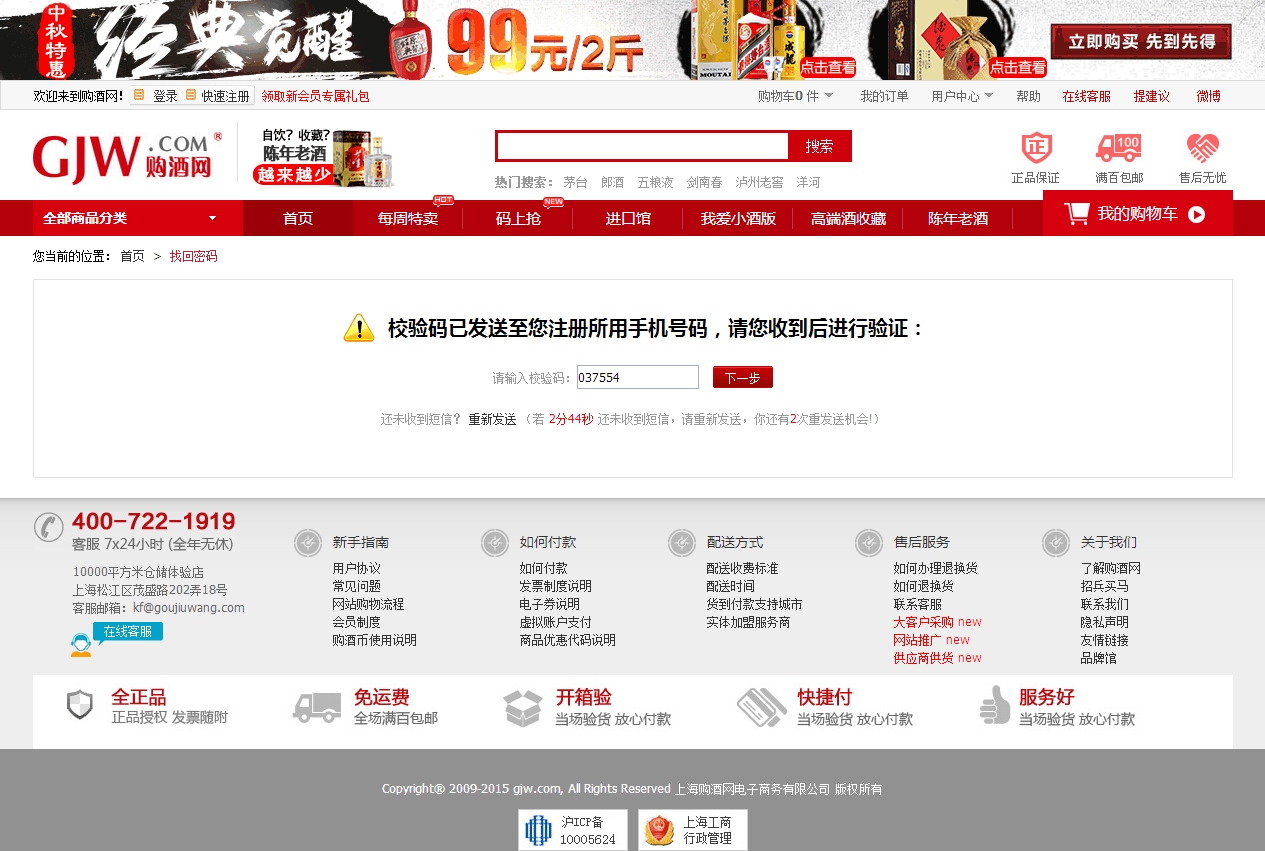 中秋特惠
经典觉醒
99元/2斤
MOUTAI
点击查看
点击查看
立即购买 先到先得
欢迎来到购酒网! 登录 快速注册 领取新会员专属礼包
购物车0 件 我的订单 用户中心 帮助 在线客服 提建议 微博
GJW.COM®
购酒网
自饮? 收藏?
陈年老酒
越来越少
搜索
热门搜索: 茅台 郎酒 五粮液 剑南春 泸州老窖 洋河
正品保证 满百包邮 售后无忧
全部商品分类 首页 每周特卖 HOT 码上抢 NEW 进口馆 我爱小酒版 高端酒收藏 陈年老酒 我的购物车
您当前的位置: 首页 > 找回密码
校验码已发送至您注册所用手机号码，请您收到后进行验证：
请输入校验码: 037554 下一步
还未收到短信? 重新发送 (若 2分44秒 还未收到短信，请重新发送，你还有2次重发送机会!)
400-722-1919
客服 7x24小时 (全年无休)
10000平方米仓储体验店
上海松江区茂盛路202弄18号
客服邮箱: kf@goujiuwang.com
在线客服
新手指南
用户协议
常见问题
网站购物流程
会员制度
购酒币使用说明
如何付款
如何付款
发票制度说明
电子券说明
虚拟账户支付
商品优惠代码说明
配送方式
配送收费标准
配送时间
货到付款支持城市
实体加盟服务商
售后服务
如何办理退换货
如何退换货
联系客服
大客户采购 new
网站推广 new
供应商供货 new
关于我们
了解购酒网
招兵买马
联系我们
隐私声明
友情链接
品牌馆
全正品
正品授权 发票随附
免运费
全场满百包邮
开箱验
当场验货 放心付款
快捷付
当场验货 放心付款
服务好
当场验货 放心付款
Copyright® 2009-2015 gjw.com, All Rights Reserved 上海购酒网电子商务有限公司 版权所有
沪ICP备
10005624
上海工商
行政管理